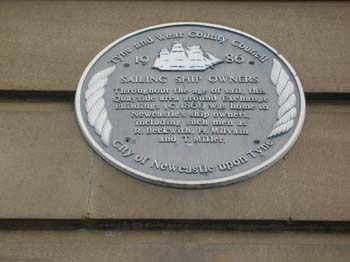 Tyne and Wear County Council
1986
SAILING SHIP OWNERS
Throughout the age of sail, this
Quayside area around Exchange
Buildings (C. 1861) was home to
Newcastle's ship owners,
including such men as
R. Beckwith, H. Milvain
and T. Miller.
City of Newcastle upon Tyne